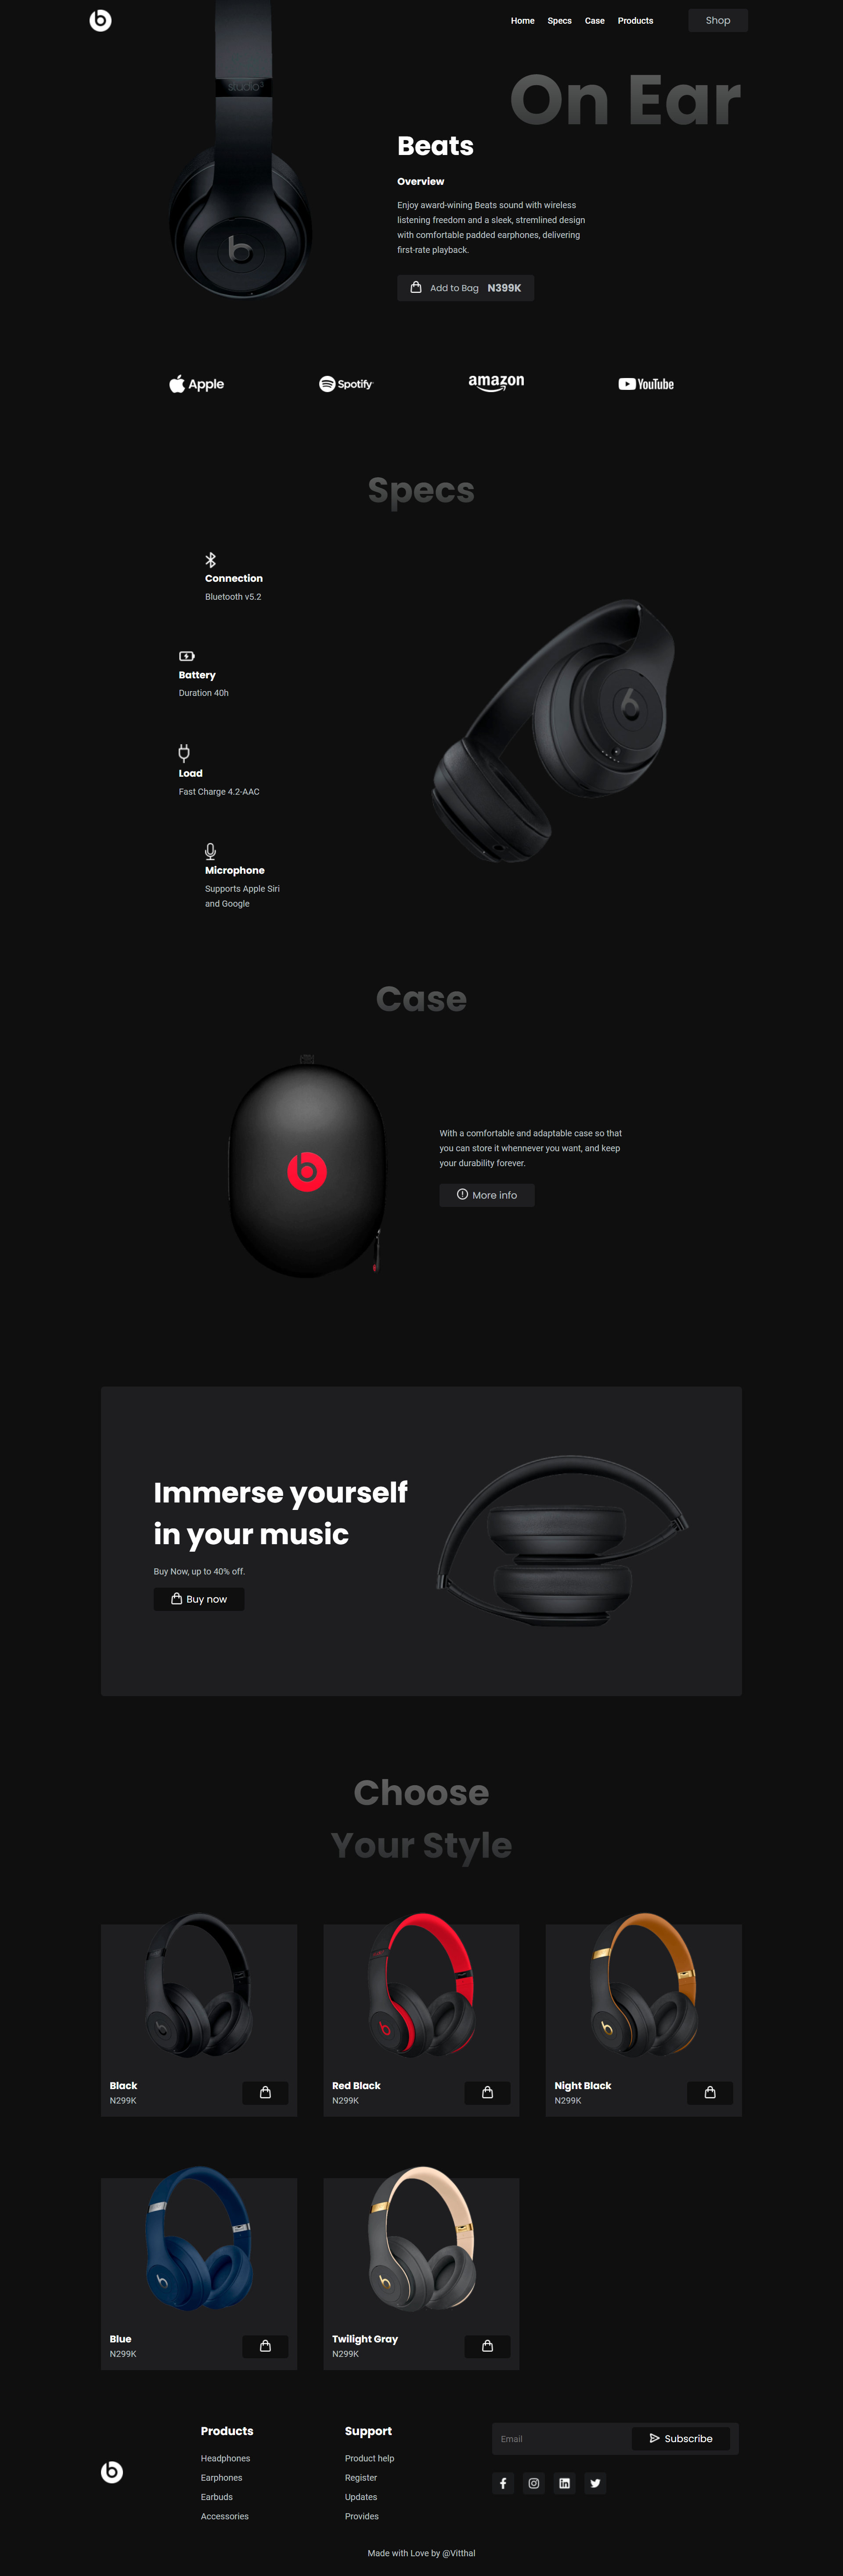 Home Specs Case Products Shop
studio3
On Ear
Beats
Overview
Enjoy award-wining Beats sound with wireless
listening freedom and a sleek, stremlined design
with comfortable padded earphones, delivering
first-rate playback.
Add to Bag N399K
Apple Spotify amazon YouTube
Specs
Connection
Bluetooth v5.2
Battery
Duration 40h
Load
Fast Charge 4.2-AAC
Microphone
Supports Apple Siri
and Google
Case
With a comfortable and adaptable case so that
you can store it whennever you want, and keep
your durability forever.
More info
Immerse yourself
in your music
Buy Now, up to 40% off.
Buy now
Choose
Your Style
Black
N299K
Red Black
N299K
Night Black
N299K
Blue
N299K
Twilight Gray
N299K
Products
Headphones
Earphones
Earbuds
Accessories
Support
Product help
Register
Updates
Provides
Email Subscribe
Made with Love by @Vitthal